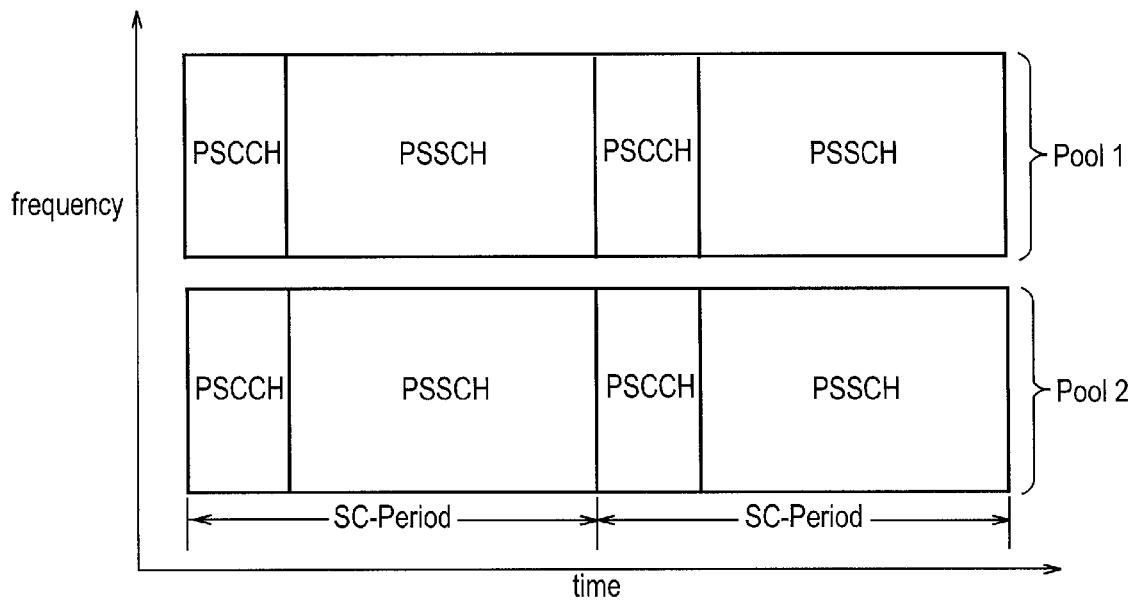 PSCCH PSSCH PSCCH PSSCH Pool 1
frequency
PSCCH PSSCH PSCCH PSSCH Pool 2
SC-Period SC-Period
time